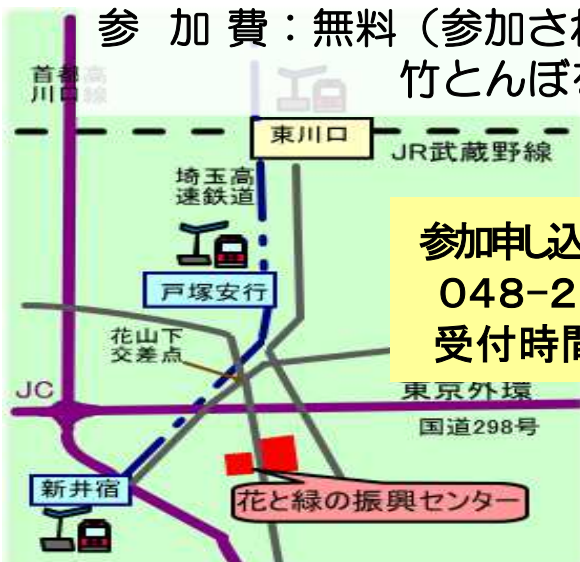 参 加 費：無料（参加され
竹とんぼを
首都高
川口線
東川口
JR武蔵野線
埼玉高
速鉄道
参加申し込
048-2
受付時間
戸塚安行
花山下
交差点
JC
東京外環
国道298号
新井宿
花と緑の振興センター